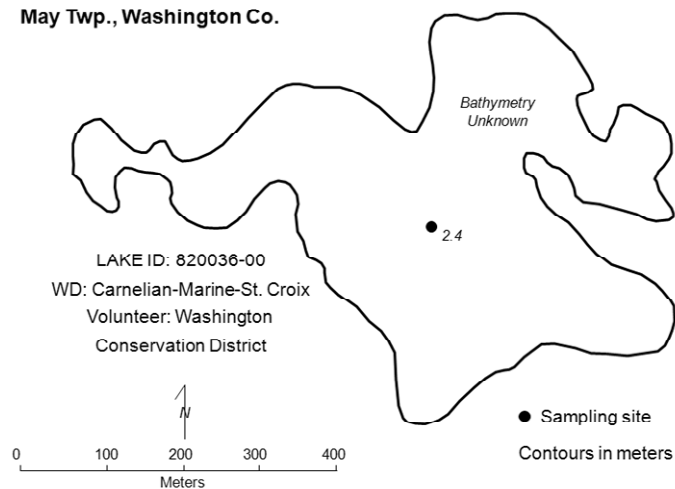 May Twp., Washington Co.
Bathymetry
Unknown
2.4
LAKE ID: 820036-00
WD: Carnelian-Marine-St. Croix
Volunteer: Washington
Conservation District
N
Sampling site
Contours in meters
0 100 200 300 400
Meters